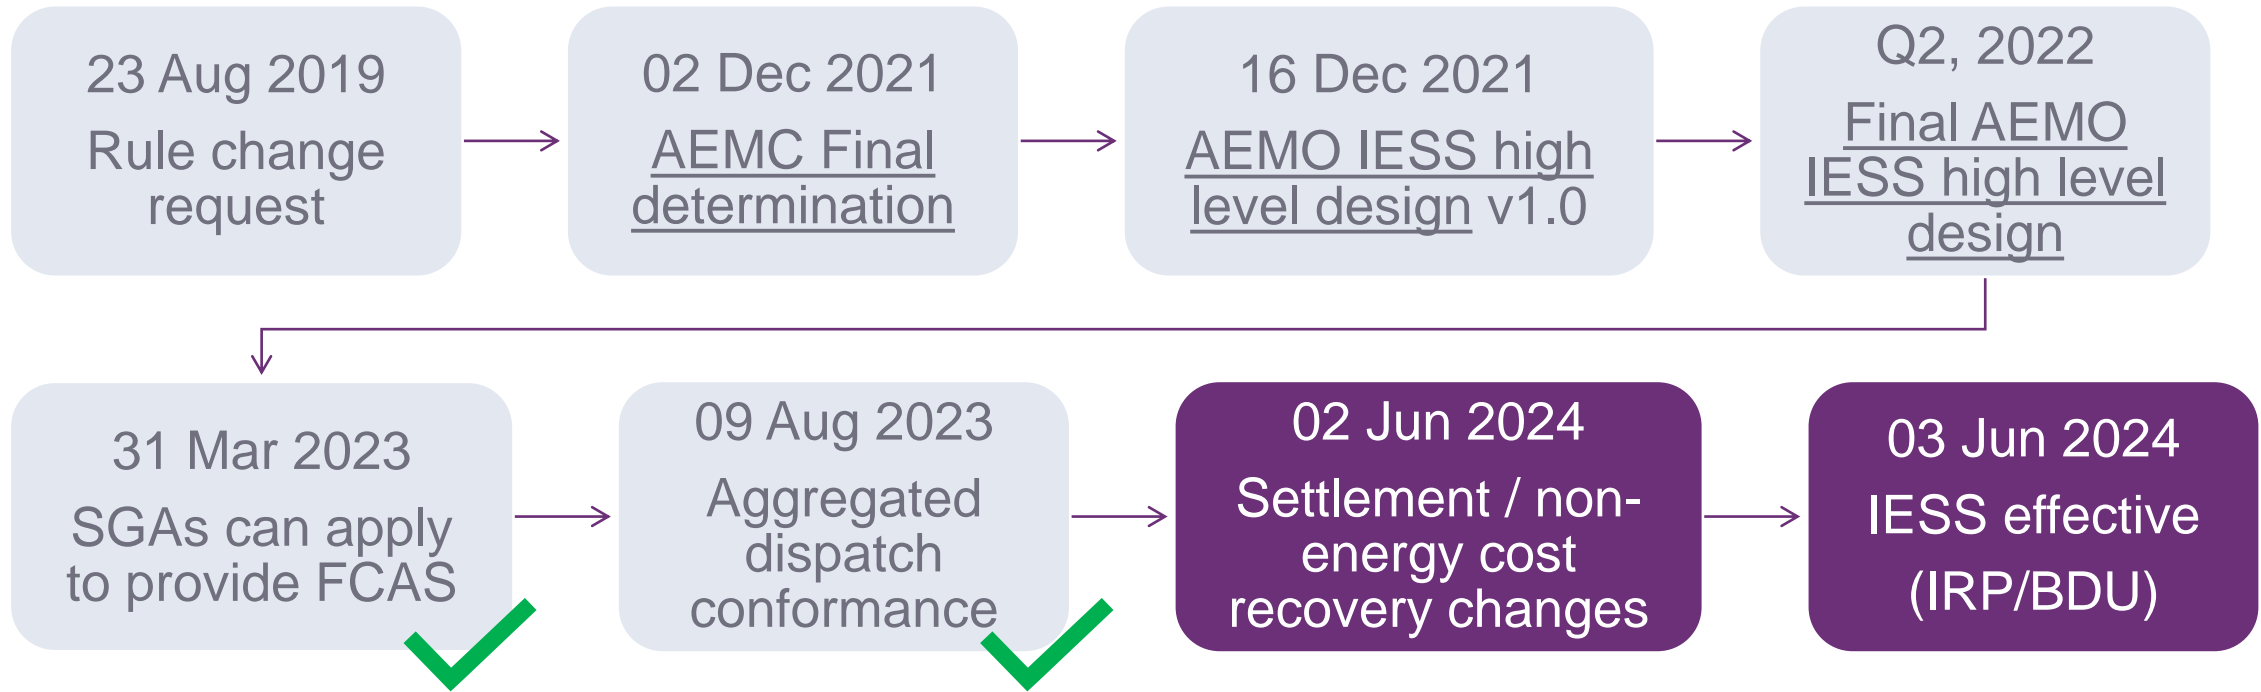 23 Aug 2019
Rule change
request
02 Dec 2021
AEMC Final
determination
16 Dec 2021
AEMO IESS high
level design v1.0
Q2, 2022
Final AEMO
IESS high level
design
31 Mar 2023
SGAs can apply
to provide FCAS
09 Aug 2023
Aggregated
dispatch
conformance
02 Jun 2024
Settlement / non-
energy cost
recovery changes
03 Jun 2024
IESS effective
(IRP/BDU)